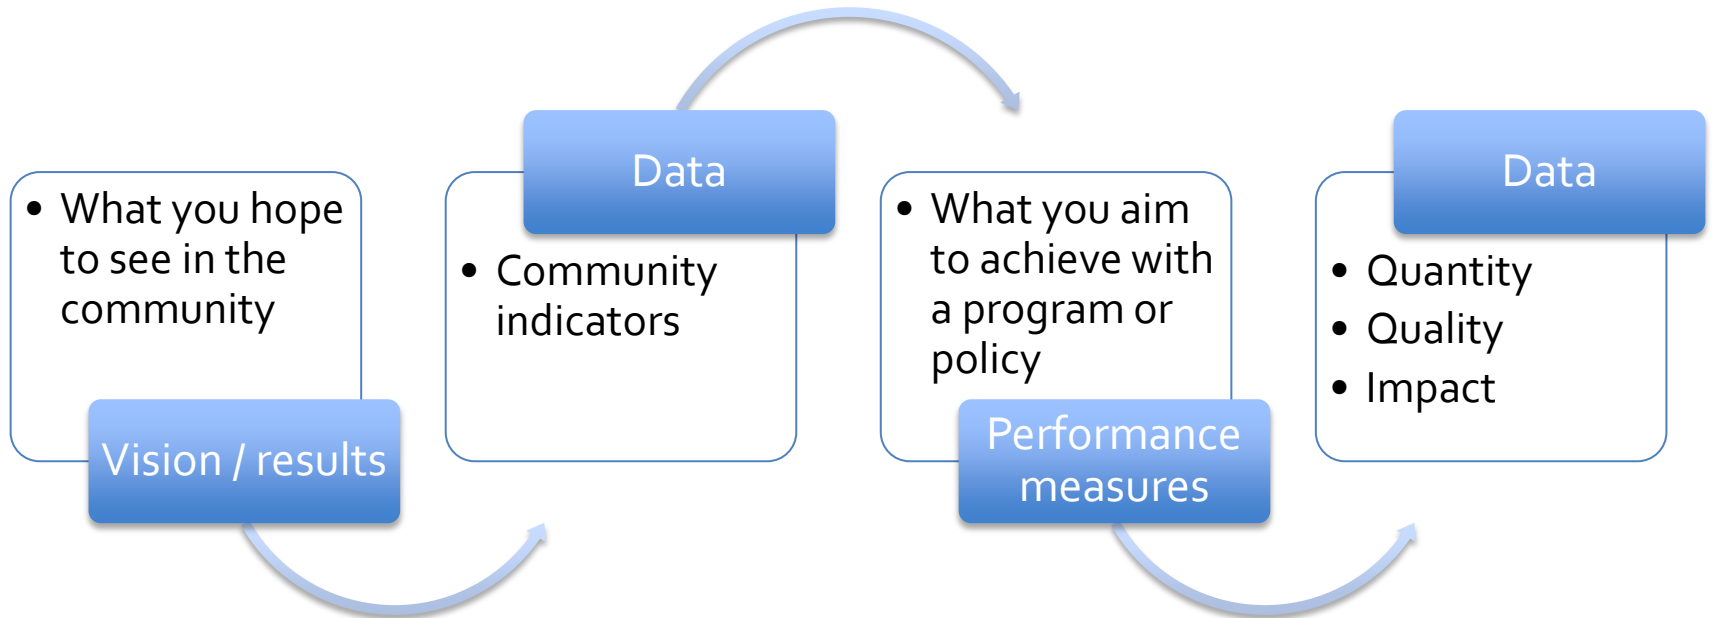 • What you hope
to see in the
community
Vision / results
Data
• Community
indicators
• What you aim
to achieve with
a program or
policy
Performance
measures
Data
• Quantity
• Quality
• Impact